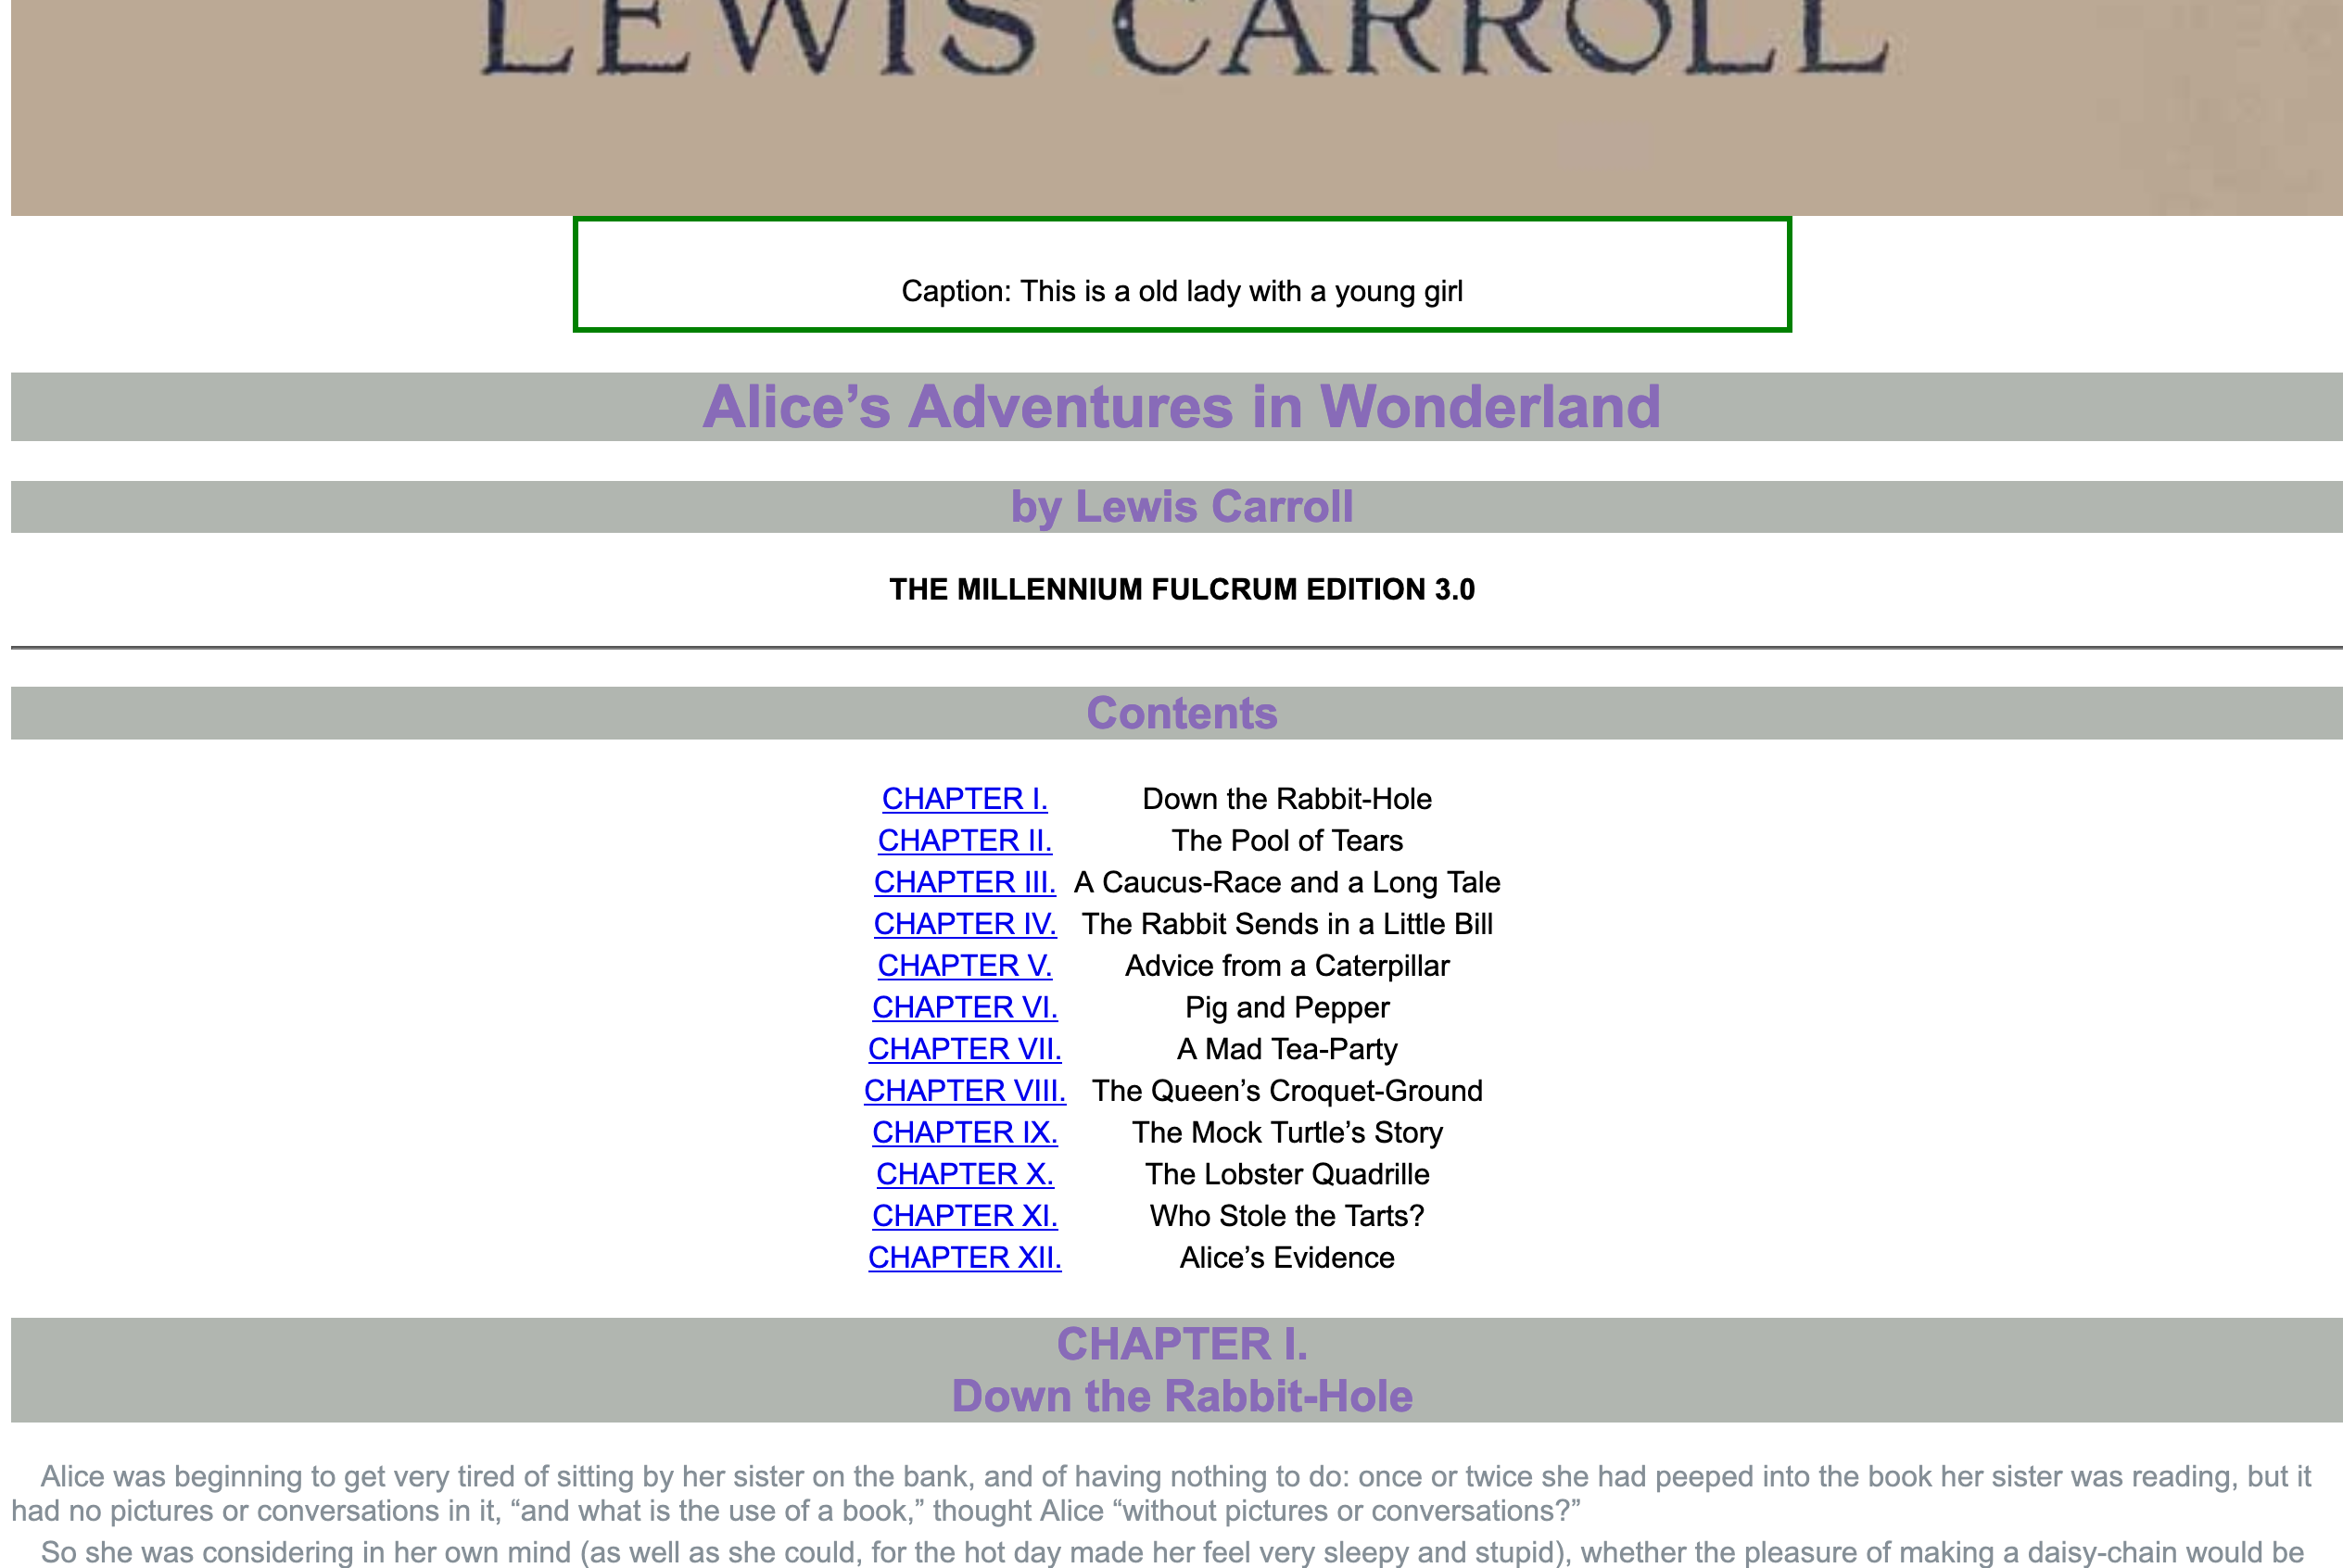 LEWIS CARROLL
Caption: This is a old lady with a young girl
Alice’s Adventures in Wonderland
by Lewis Carroll
THE MILLENNIUM FULCRUM EDITION 3.0
Contents
CHAPTER I. Down the Rabbit-Hole
CHAPTER II. The Pool of Tears
CHAPTER III. A Caucus-Race and a Long Tale
CHAPTER IV. The Rabbit Sends in a Little Bill
CHAPTER V. Advice from a Caterpillar
CHAPTER VI. Pig and Pepper
CHAPTER VII. A Mad Tea-Party
CHAPTER VIII. The Queen’s Croquet-Ground
CHAPTER IX. The Mock Turtle’s Story
CHAPTER X. The Lobster Quadrille
CHAPTER XI. Who Stole the Tarts?
CHAPTER XII. Alice’s Evidence
CHAPTER I.
Down the Rabbit-Hole
Alice was beginning to get very tired of sitting by her sister on the bank, and of having nothing to do: once or twice she had peeped into the book her sister was reading, but it
had no pictures or conversations in it, “and what is the use of a book,” thought Alice “without pictures or conversations?”
So she was considering in her own mind (as well as she could, for the hot day made her feel very sleepy and stupid), whether the pleasure of making a daisy-chain would be